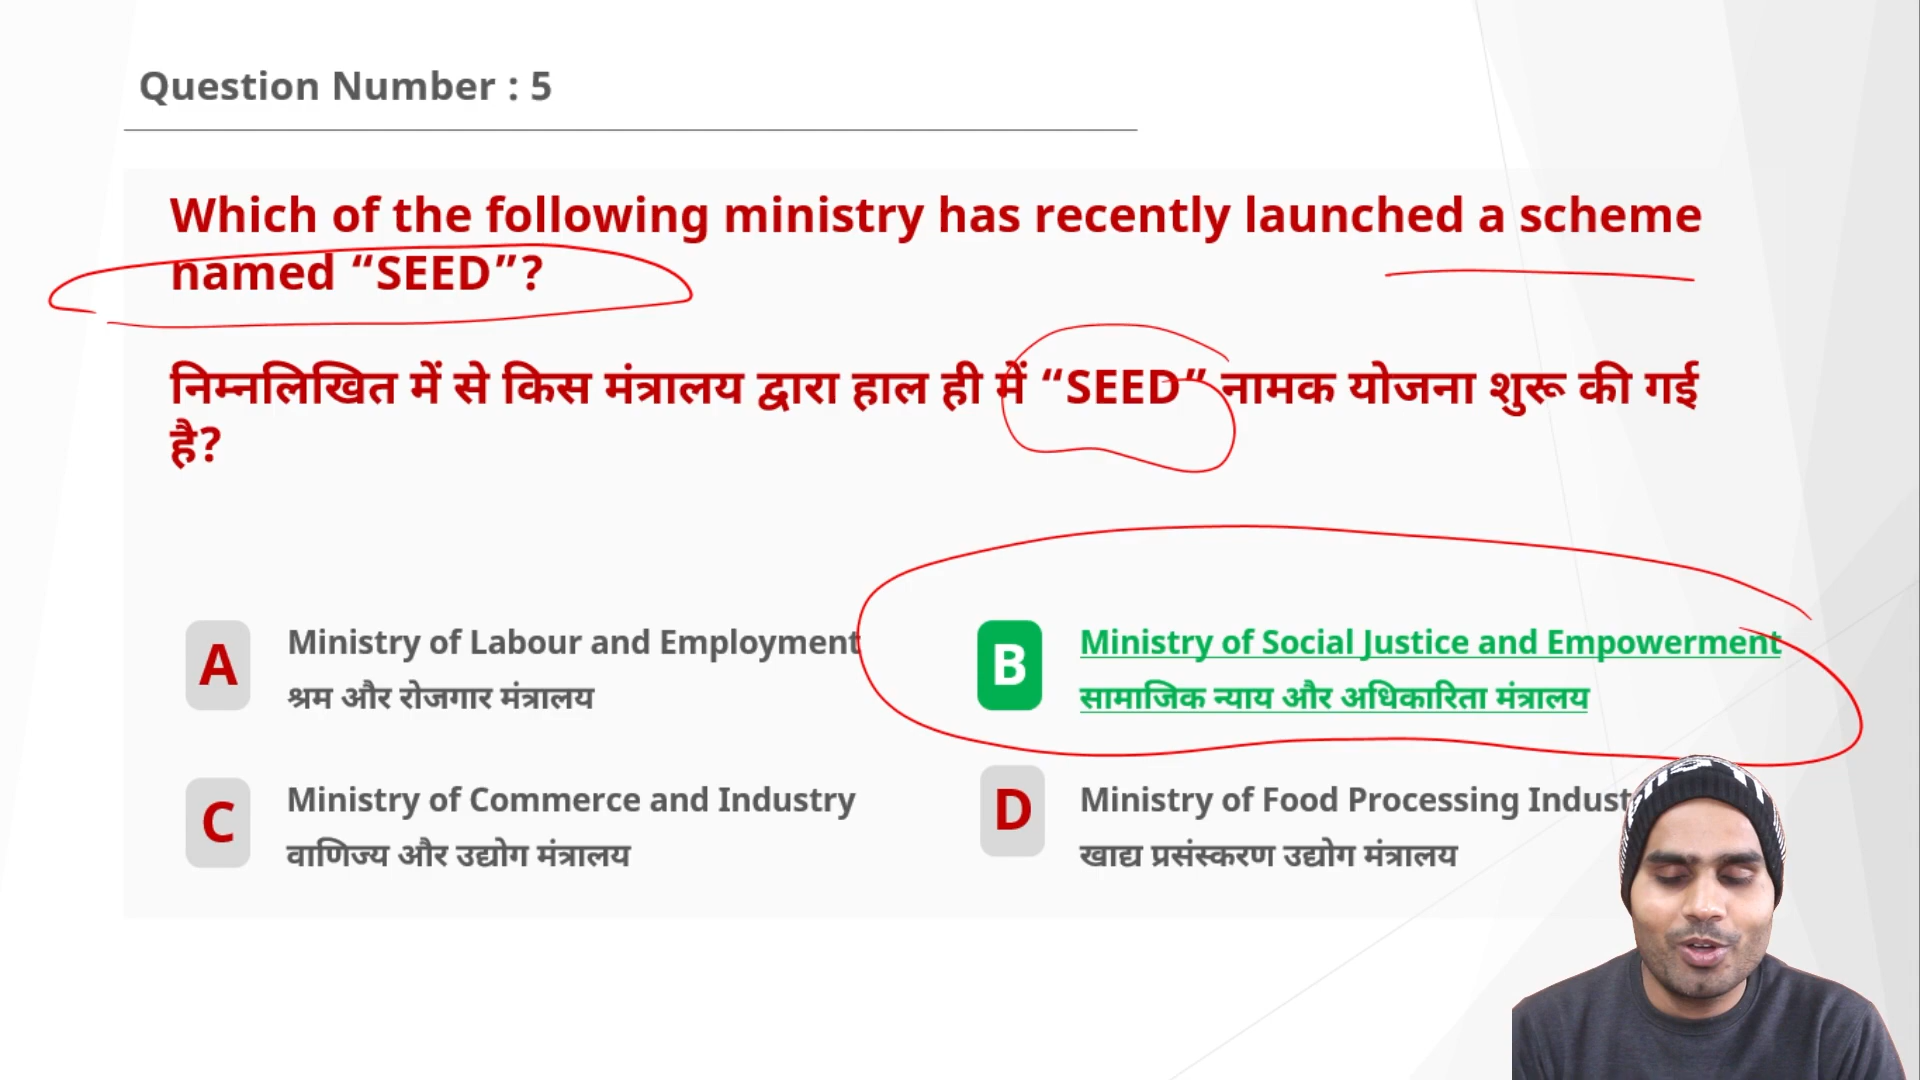 Question Number : 5
Which of the following ministry has recently launched a scheme
named “SEED”?
निम्नलिखित में से किस मंत्रालय द्वारा हाल ही में “SEED” नामक योजना शुरू की गई
है?
A
Ministry of Labour and Employment
श्रम और रोजगार मंत्रालय
B
Ministry of Social Justice and Empowerment
सामाजिक न्याय और अधिकारिता मंत्रालय
C
Ministry of Commerce and Industry
वाणिज्य और उद्योग मंत्रालय
D
Ministry of Food Processing
खाद्य प्रसंस्करण उद्योग मंत्रालय